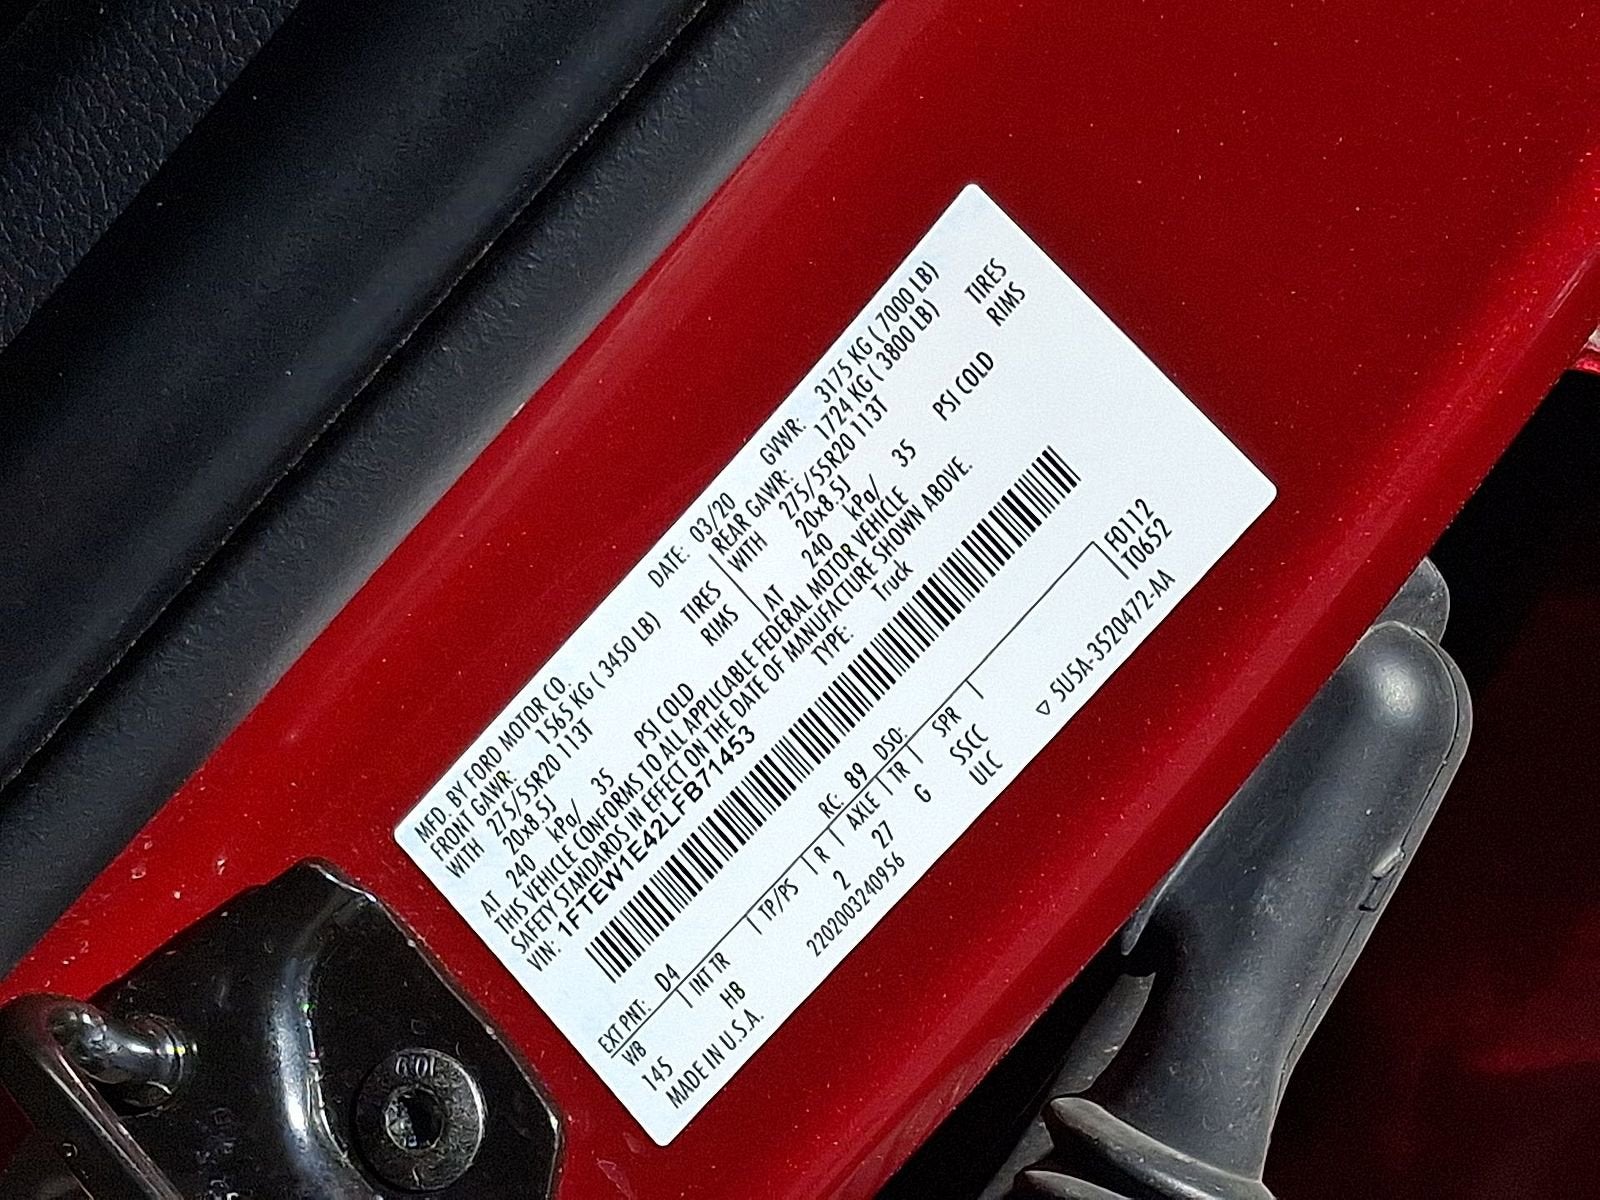 MFD. BY FORD MOTOR CO. DATE: 03/20 GVWR: 3175 KG ( 7000 LB)
FRONT GAWR: 1565 KG ( 3450 LB) REAR GAWR: 1724 KG ( 3800 LB)
WITH 275/55R20 113T TIRES WITH 275/55R20 113T TIRES
20x8.5J RIMS 20x8.5J RIMS
AT 240 kPa/ 35 PSI COLD AT 240 kPa/ 35 PSI COLD
THIS VEHICLE CONFORMS TO ALL APPLICABLE FEDERAL MOTOR VEHICLE
SAFETY STANDARDS IN EFFECT ON THE DATE OF MANUFACTURE SHOWN ABOVE.
VIN: 1FTEW1E42LFB71453 TYPE: Truck
EXT PNT: D4 RC: 89 DSO: F0112
WB INT TR TP/PS R AXLE TR SPR T0652
145 HB 2 27 G SSCC
ULC
MADE IN U.S.A. 2202003240956 ▽ 5U5A-3520472-AA
10.9